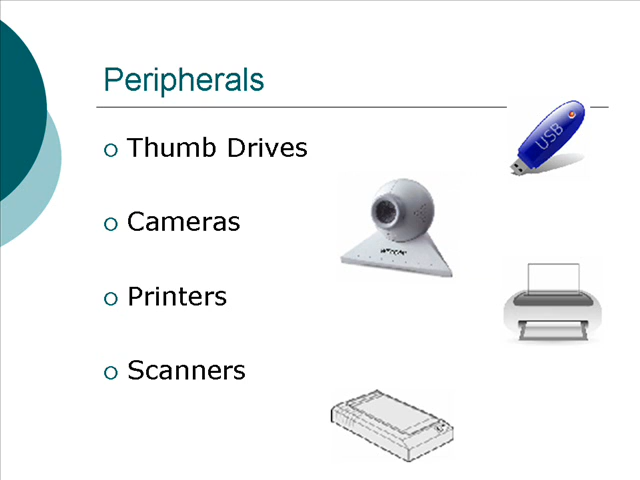 Peripherals
Thumb Drives
USB
Cameras
Printers
Scanners